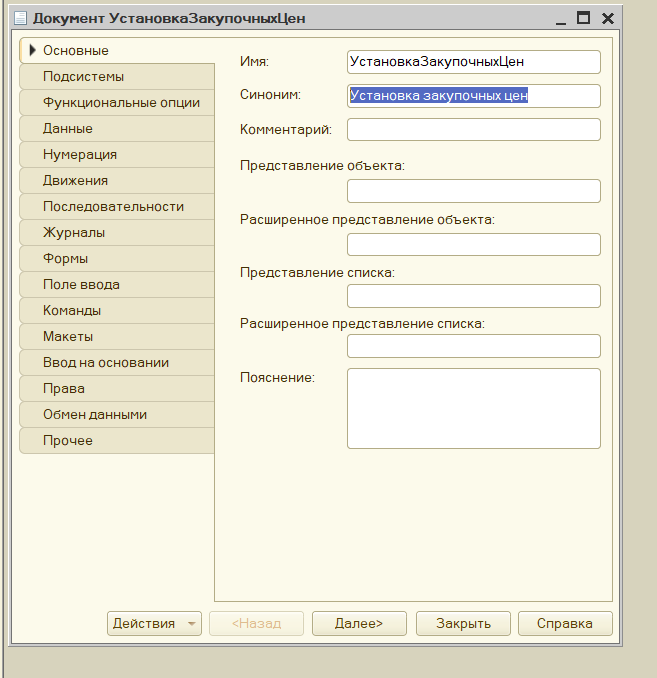 Документ УстановкаЗакупочныхЦен
Основные
Подсистемы
Функциональные опции
Данные
Нумерация
Движения
Последовательности
Журналы
Формы
Поле ввода
Команды
Макеты
Ввод на основании
Права
Обмен данными
Прочее
Имя: УстановкаЗакупочныхЦен
Синоним: Установка закупочных цен
Комментарий:
Представление объекта:
Расширенное представление объекта:
Представление списка:
Расширенное представление списка:
Пояснение:
Действия <Назад Далее> Закрыть Справка